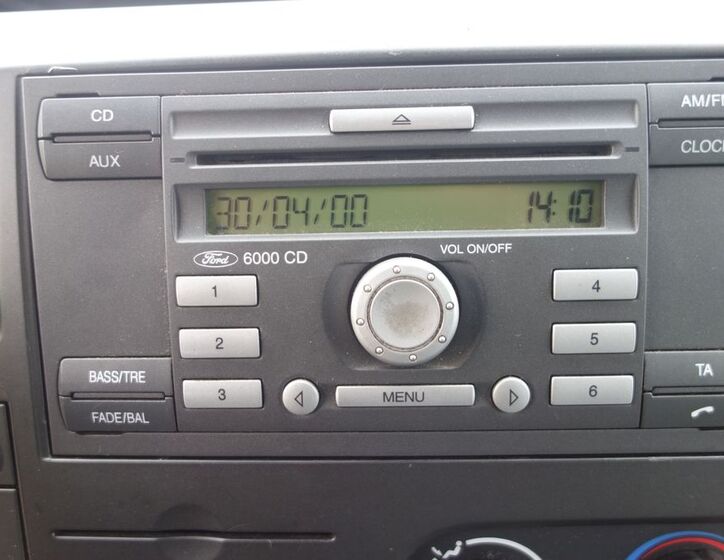 CD
AUX
AM/FM
CLOCK
30/04/00 14:10
Ford 6000 CD
VOL ON/OFF
1
2
3
4
5
6
BASS/TRE
FADE/BAL
MENU
TA